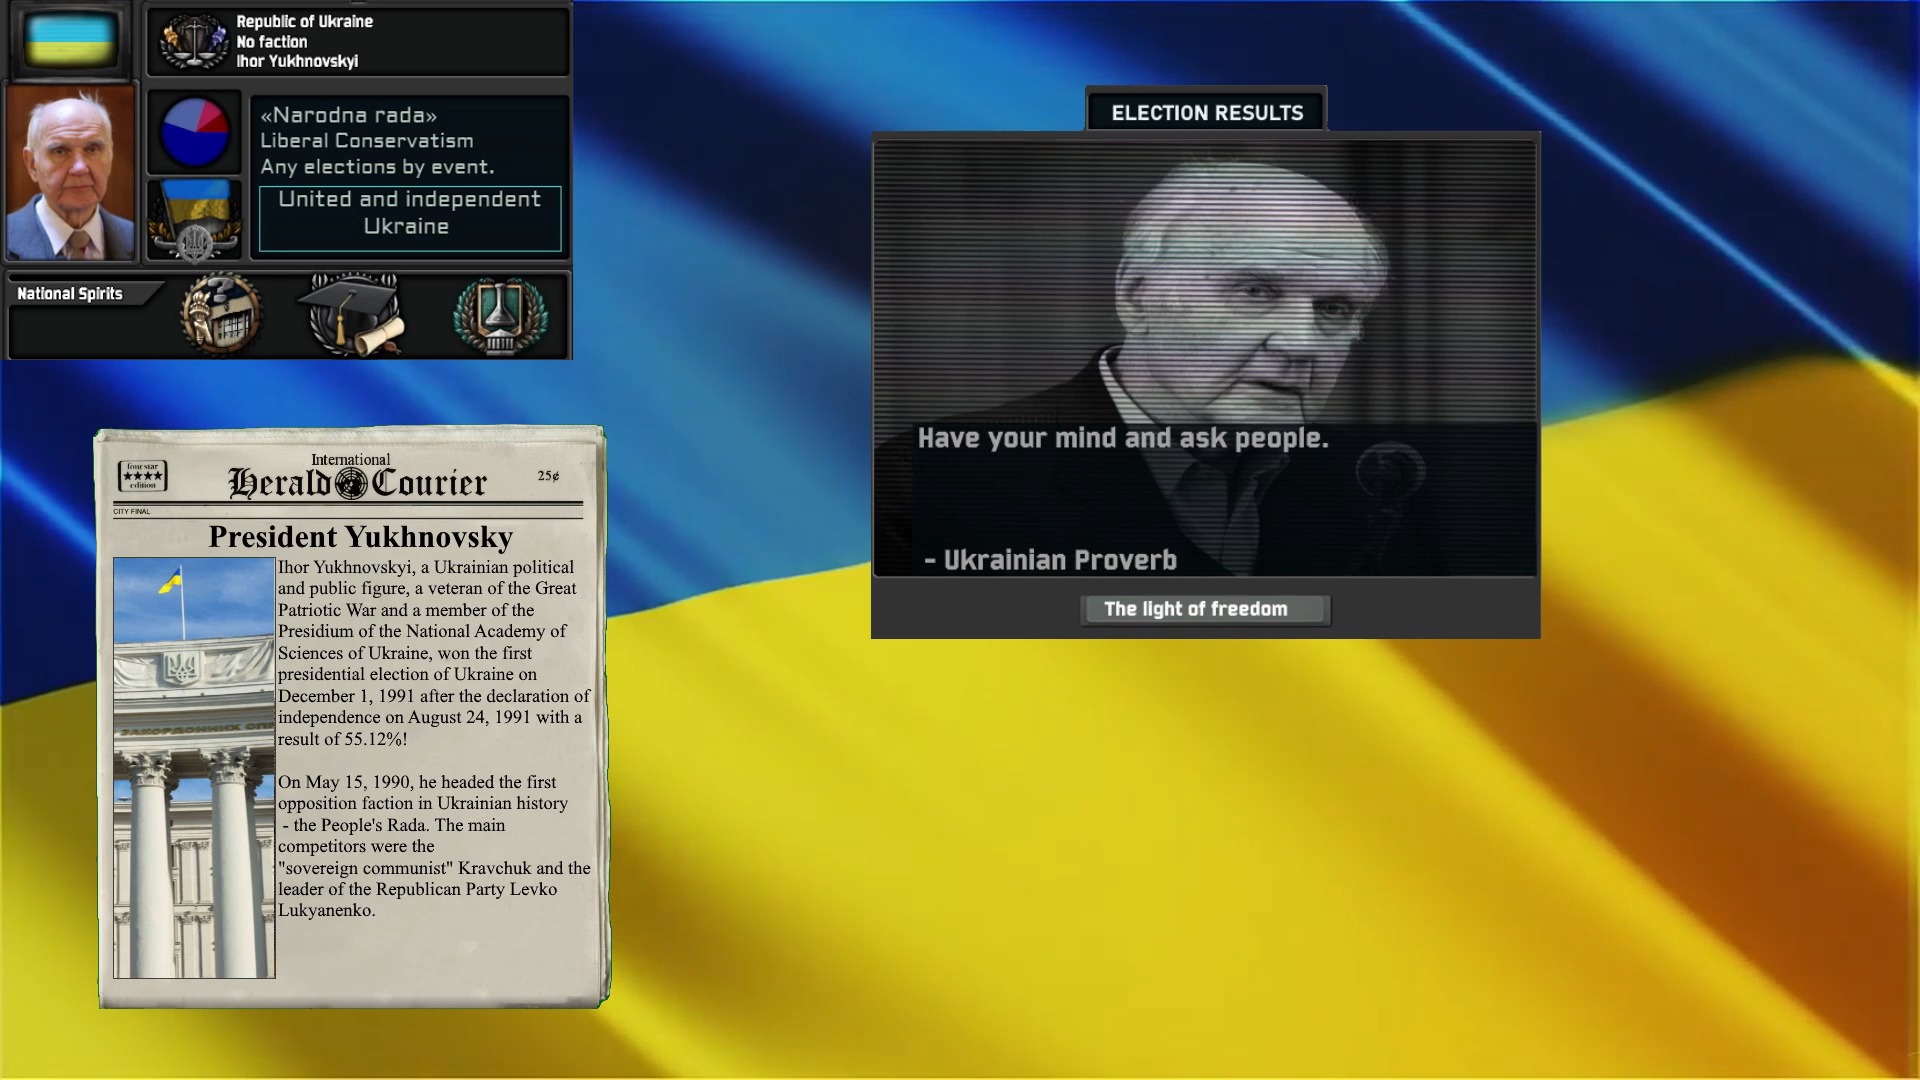 Republic of Ukraine
No faction
Ihor Yukhnovskyi
«Narodna rada»
Liberal Conservatism
Any elections by event.
United and independent
Ukraine
National Spirits
ELECTION RESULTS
Have your mind and ask people.
- Ukrainian Proverb
The light of freedom
four star
edition
International
Herald Courier
25¢
CITY FINAL
President Yukhnovsky
Ihor Yukhnovskyi, a Ukrainian political
and public figure, a veteran of the Great
Patriotic War and a member of the
Presidium of the National Academy of
Sciences of Ukraine, won the first
presidential election of Ukraine on
December 1, 1991 after the declaration of
independence on August 24, 1991 with a
result of 55.12%!
On May 15, 1990, he headed the first
opposition faction in Ukrainian history
- the People's Rada. The main
competitors were the
"sovereign communist" Kravchuk and the
leader of the Republican Party Levko
Lukyanenko.
ЗАКОРДОННИХ СПР